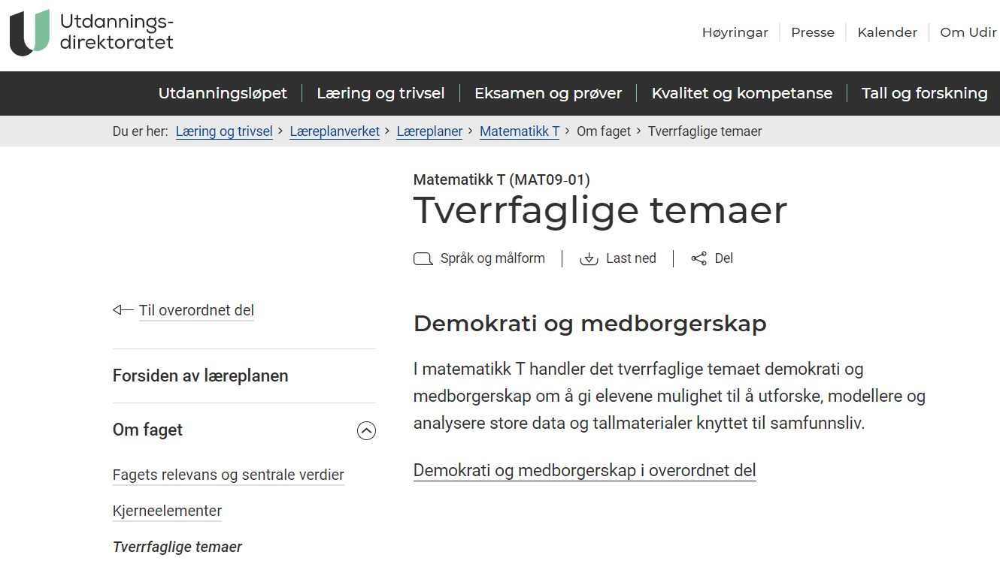 Utdannings-
direktoratet
Høyringar Presse Kalender Om Udir
Utdanningsløpet Læring og trivsel Eksamen og prøver Kvalitet og kompetanse Tall og forskning
Du er her: Læring og trivsel > Læreplanverket > Læreplaner > Matematikk T > Om faget > Tverrfaglige temaer
Matematikk T (MAT09-01)
Tverrfaglige temaer
Språk og målform Last ned Del
Til overordnet del
Forsiden av læreplanen
Om faget
Fagets relevans og sentrale verdier
Kjerneelementer
Tverrfaglige temaer
Demokrati og medborgerskap
I matematikk T handler det tverrfaglige temaet demokrati og
medborgerskap om å gi elevene mulighet til å utforske, modellere og
analysere store data og tallmaterialer knyttet til samfunnsliv.
Demokrati og medborgerskap i overordnet del